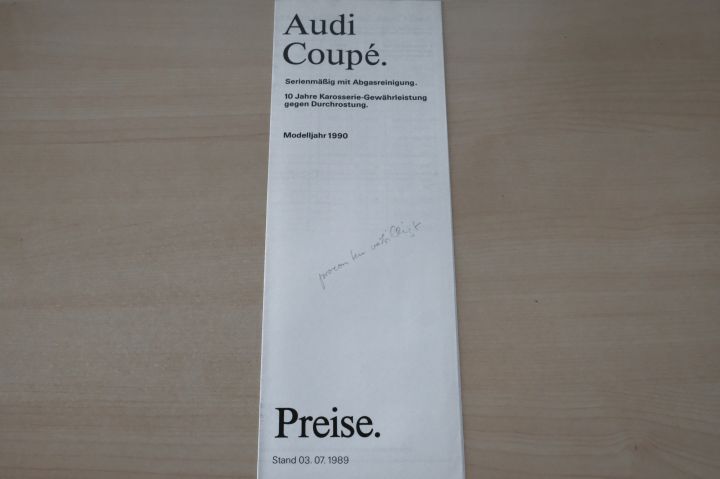 Audi
Coupé.
Serienmäßig mit Abgasreinigung.
10 Jahre Karosserie-Gewährleistung
gegen Durchrostung.
Modelljahr 1990
Preise.
Stand 03. 07. 1989